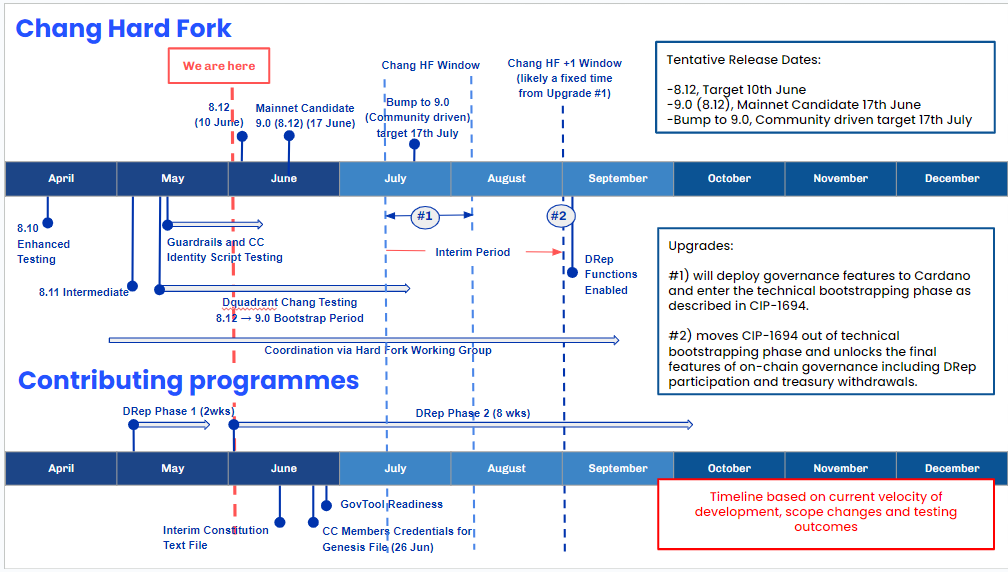 Chang Hard Fork
We are here
Chang HF Window
Chang HF +1 Window
(likely a fixed time
from Upgrade #1)
8.12
(10 June)
Mainnet Candidate
9.0 (8.12) (17 June)
Bump to 9.0
(Community driven)
target 17th July
Tentative Release Dates:
-8.12, Target 10th June
-9.0 (8.12), Mainnet Candidate 17th June
-Bump to 9.0, Community driven target 17th July
April May June July August September October November December
8.10
Enhanced
Testing
Guardrails and CC
Identity Script Testing
#1
#2
Interim Period
DRep
Functions
Enabled
8.11 Intermediate
Dquadrant Chang Testing
8.12 → 9.0 Bootstrap Period
Coordination via Hard Fork Working Group
Upgrades:
#1) will deploy governance features to Cardano
and enter the technical bootstrapping phase as
described in CIP-1694.
#2) moves CIP-1694 out of technical
bootstrapping phase and unlocks the final
features of on-chain governance including DRep
participation and treasury withdrawals.
Contributing programmes
DRep Phase 1 (2wks)
DRep Phase 2 (8 wks)
April May June July August September October November December
GovTool Readiness
Interim Constitution
Text File
CC Members Credentials for
Genesis File (26 Jun)
Timeline based on current velocity of
development, scope changes and testing
outcomes